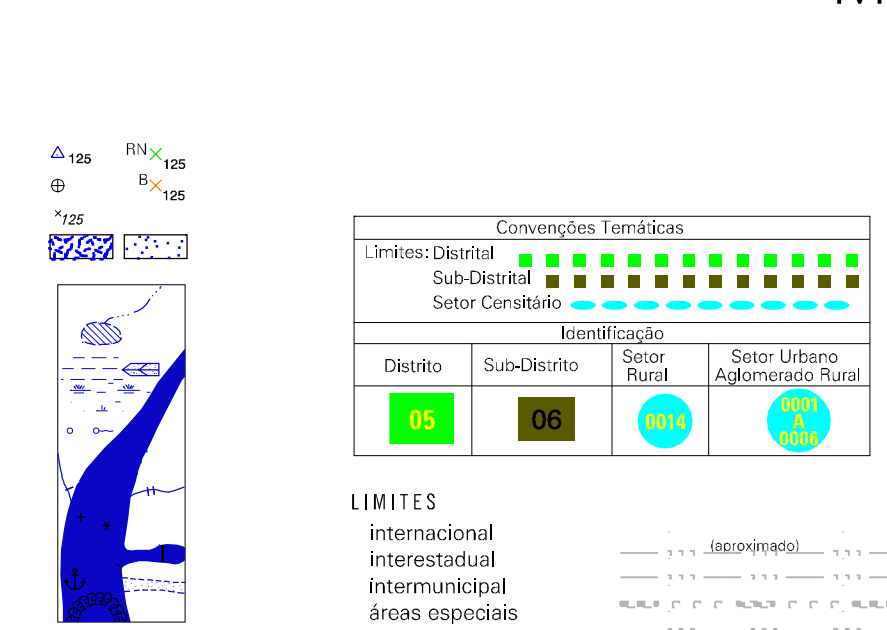 125
RN
125
B
125
125
Convenções Temáticas
Limites: Distrital
Sub-Distrital
Setor Censitário
Identificação
Distrito
Sub-Distrito
Setor
Rural
Setor Urbano
Aglomerado Rural
05
06
0014
0001
A
0006
LIMITES
internacional
(aproximado)
interestadual
intermunicipal
áreas especiais